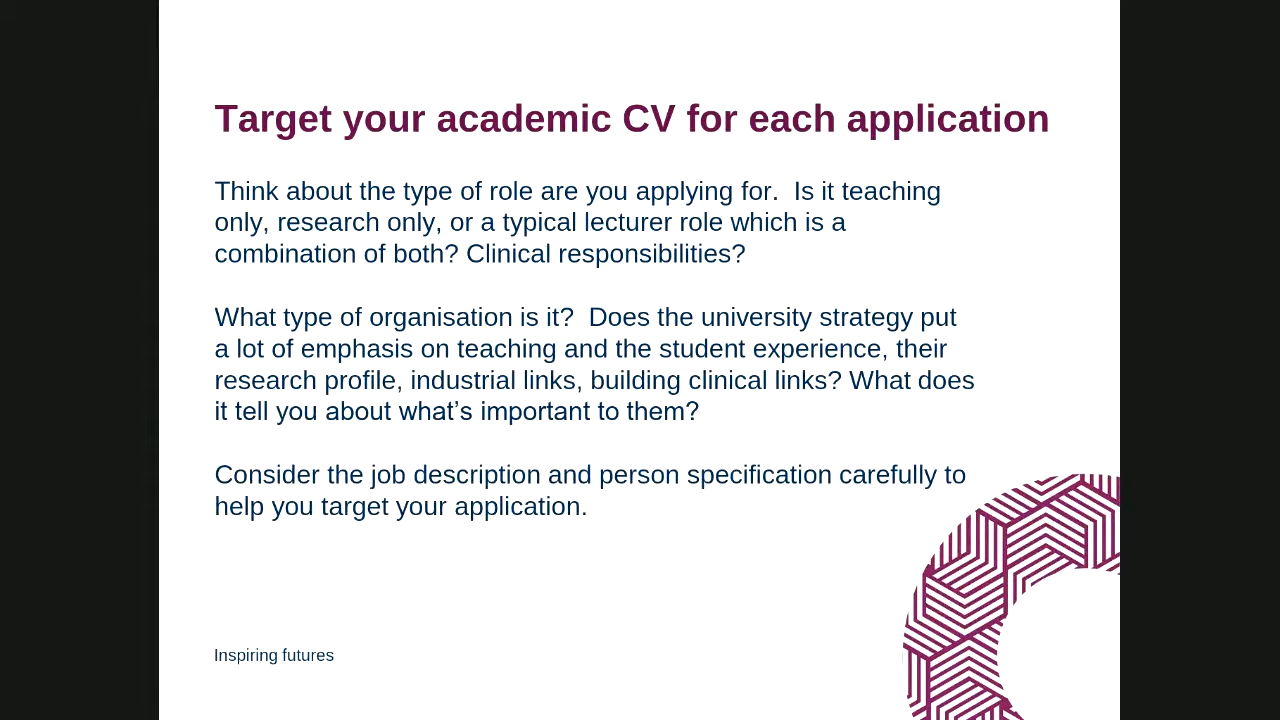 Target your academic CV for each application
Think about the type of role are you applying for.  Is it teaching
only, research only, or a typical lecturer role which is a
combination of both? Clinical responsibilities?
What type of organisation is it?  Does the university strategy put
a lot of emphasis on teaching and the student experience, their
research profile, industrial links, building clinical links? What does
it tell you about what’s important to them?
Consider the job description and person specification carefully to
help you target your application.
Inspiring futures